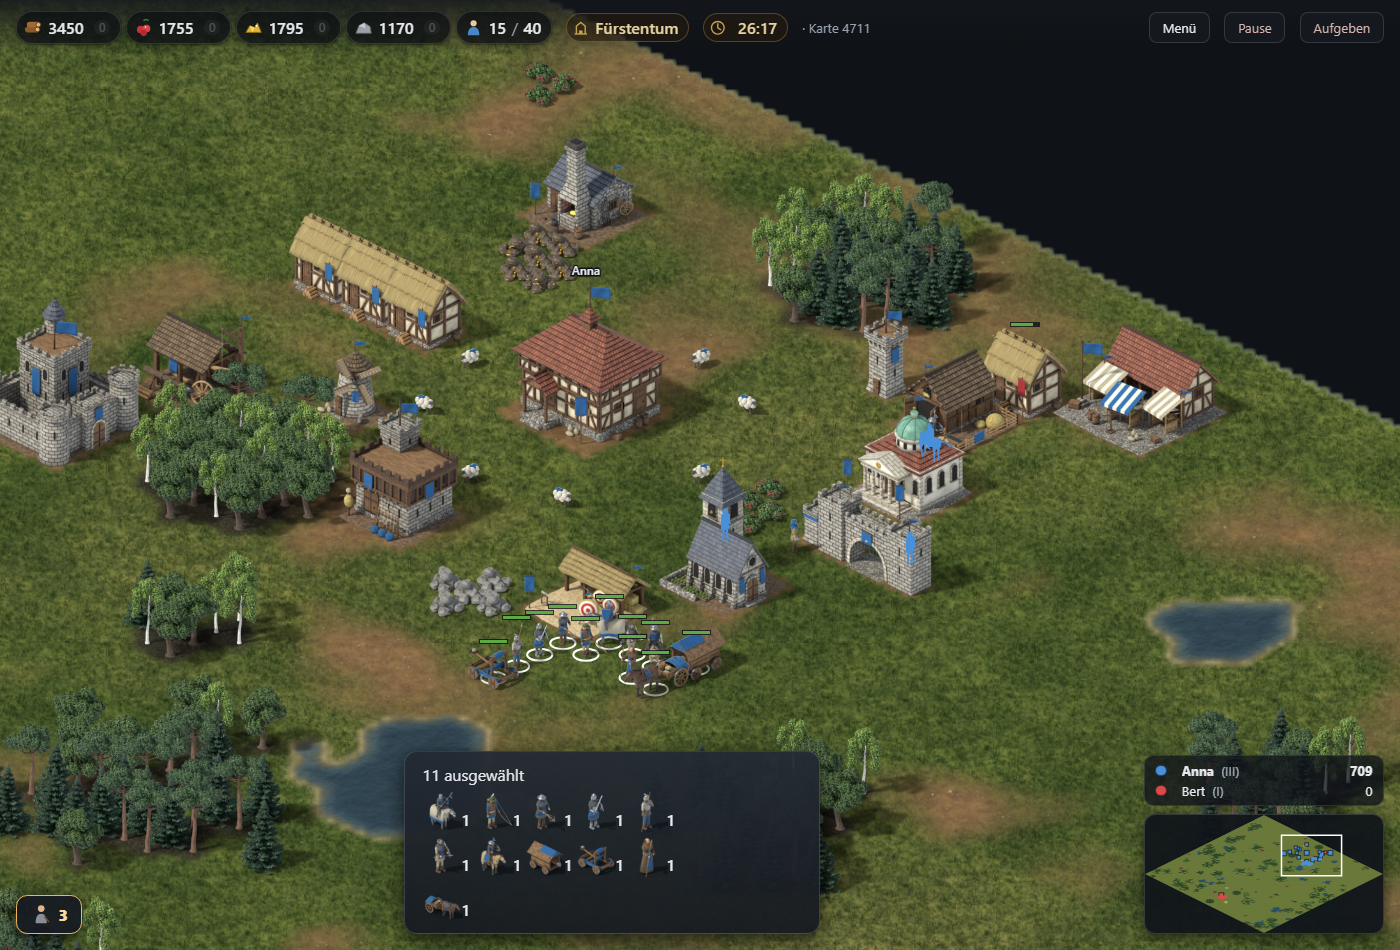 3450 0 1755 0 1795 0 1170 0 15 / 40 Fürstentum 26:17 · Karte 4711 Menü Pause Aufgeben
Anna
11 ausgewählt
1 1 1 1 1
1 1 1 1 1
1
3
Anna (III) 709
Bert (I) 0